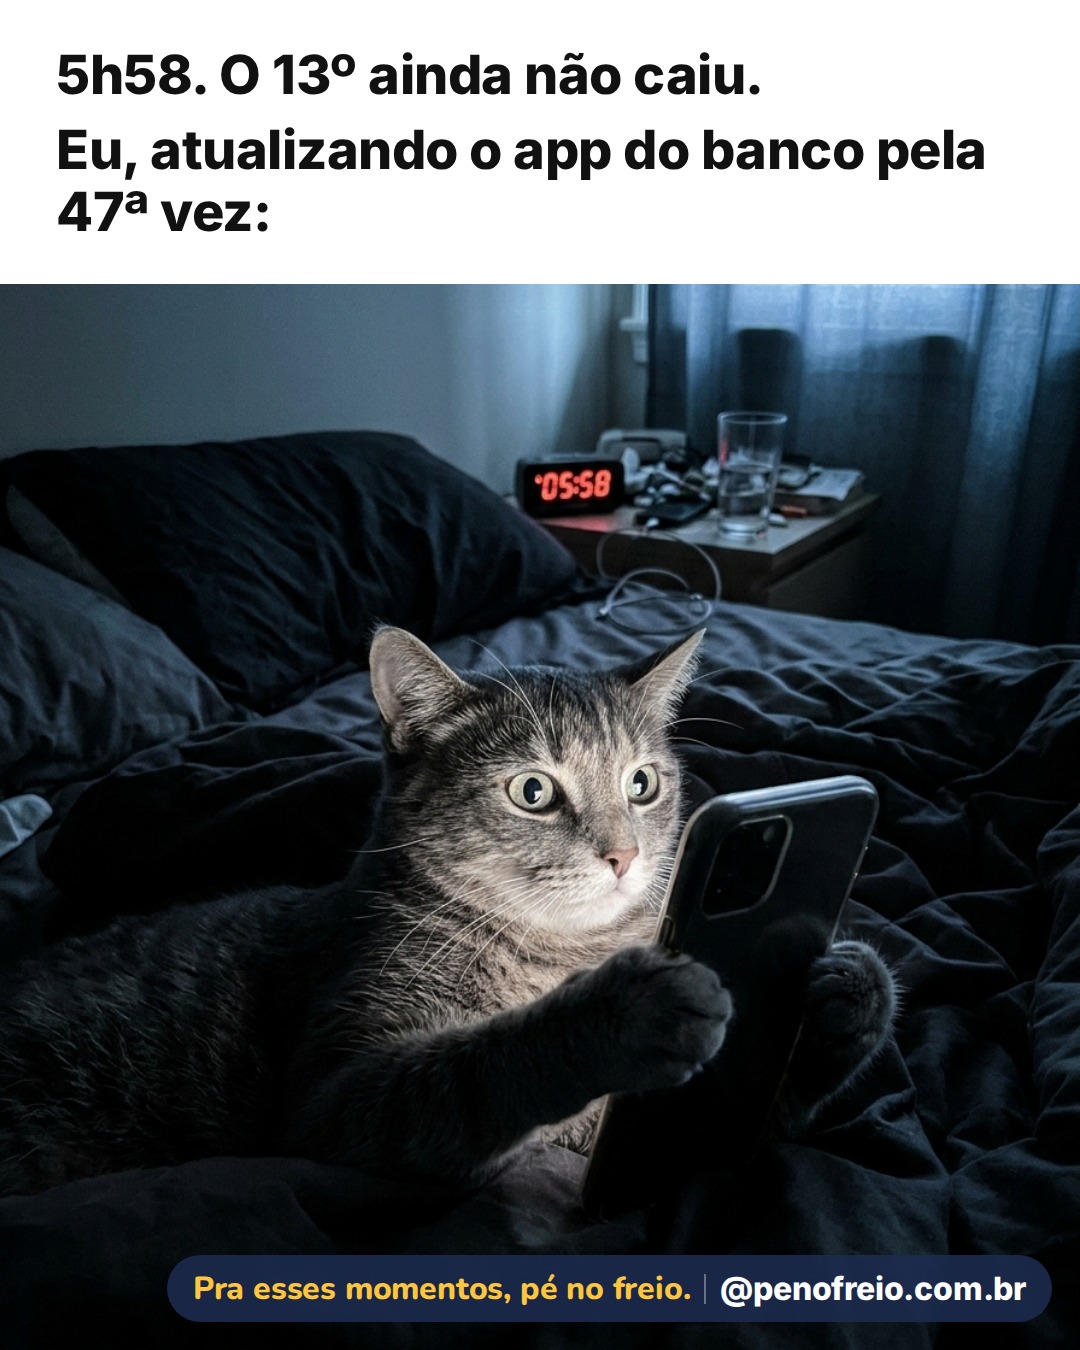 5h58. O 13º ainda não caiu.
Eu, atualizando o app do banco pela
47ª vez:
05:58
Pra esses momentos, pé no freio. | @penofreio.com.br